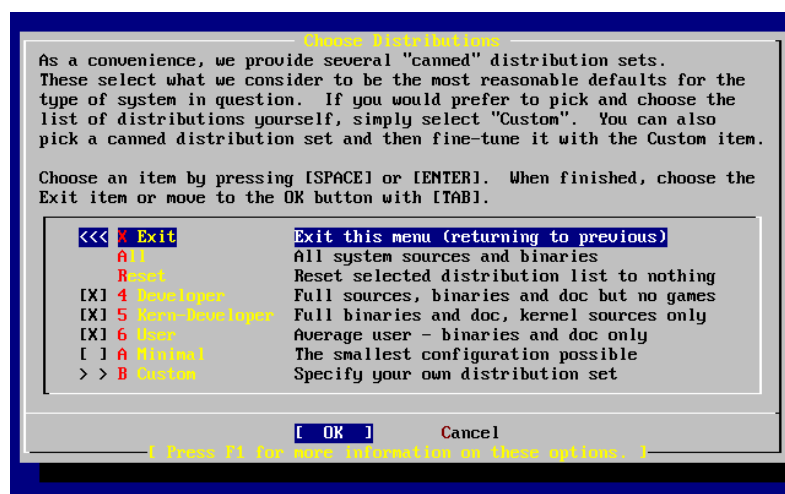 Choose Distributions
As a convenience, we provide several "canned" distribution sets.
These select what we consider to be the most reasonable defaults for the
type of system in question.  If you would prefer to pick and choose the
list of distributions yourself, simply select "Custom".  You can also
pick a canned distribution set and then fine-tune it with the Custom item.
Choose an item by pressing [SPACE] or [ENTER].  When finished, choose the
Exit item or move to the OK button with [TAB].
<<< X Exit Exit this menu (returning to previous)
All All system sources and binaries
Reset Reset selected distribution list to nothing
[X] 4 Developer Full sources, binaries and doc but no games
[X] 5 Kern-Developer Full binaries and doc, kernel sources only
[X] 6 User Average user - binaries and doc only
[ ] A Minimal The smallest configuration possible
> > B Custom Specify your own distribution set
[ OK ] Cancel
[ Press F1 for more information on these options. ]